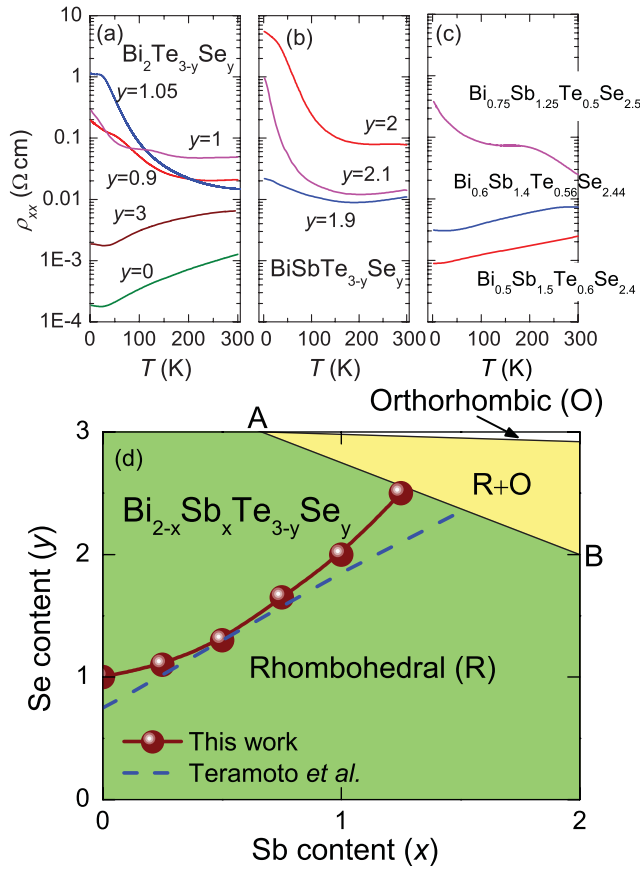 (a)
Bi₂Te₃₋ySey
y=1.05
y=1
y=0.9
y=3
y=0
(b)
y=2
y=2.1
y=1.9
BiSbTe₃₋ySey
(c)
Bi₀.₇₅Sb₁.₂₅Te₀.₅Se₂.₅
Bi₀.₆Sb₁.₄Te₀.₅₆Se₂.₄₄
Bi₀.₅Sb₁.₅Te₀.₆Se₂.₄
10
1
0.1
0.01
1E-3
1E-4
ρxx (Ω cm)
0 100 200 300
0 100 200 300
0 100 200 300
T (K)
T (K)
T (K)
Orthorhombic (O)
A
(d)
R+O
Bi₂₋ₓSbₓTe₃₋ySey
B
Rhombohedral (R)
This work
Teramoto et al.
3
2
1
0
Se content (y)
0 1 2
Sb content (x)